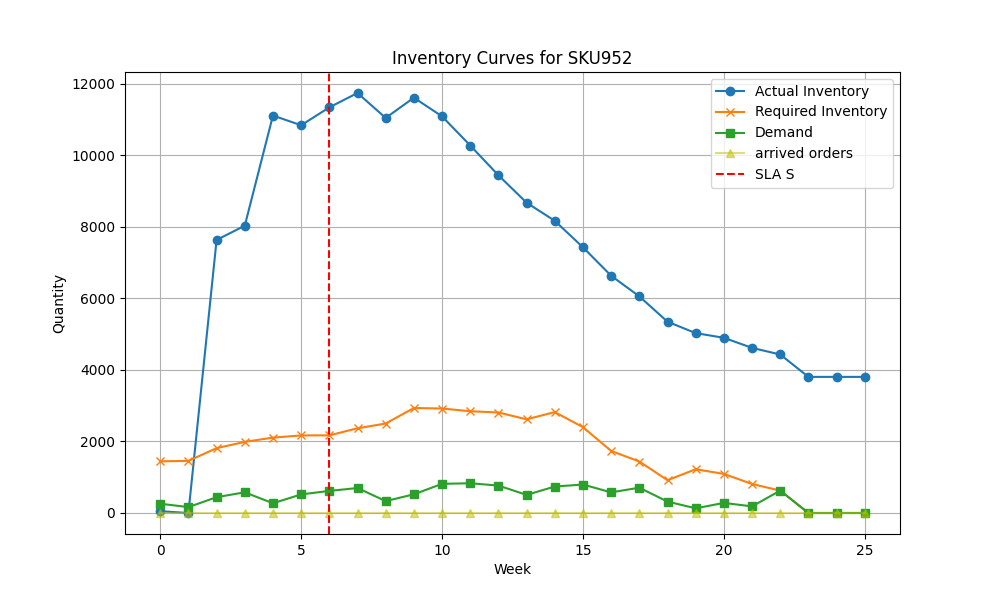 Inventory Curves for SKU952
12000
10000
8000
6000
4000
2000
0
Quantity
Actual Inventory
Required Inventory
Demand
arrived orders
SLA S
0 5 10 15 20 25
Week